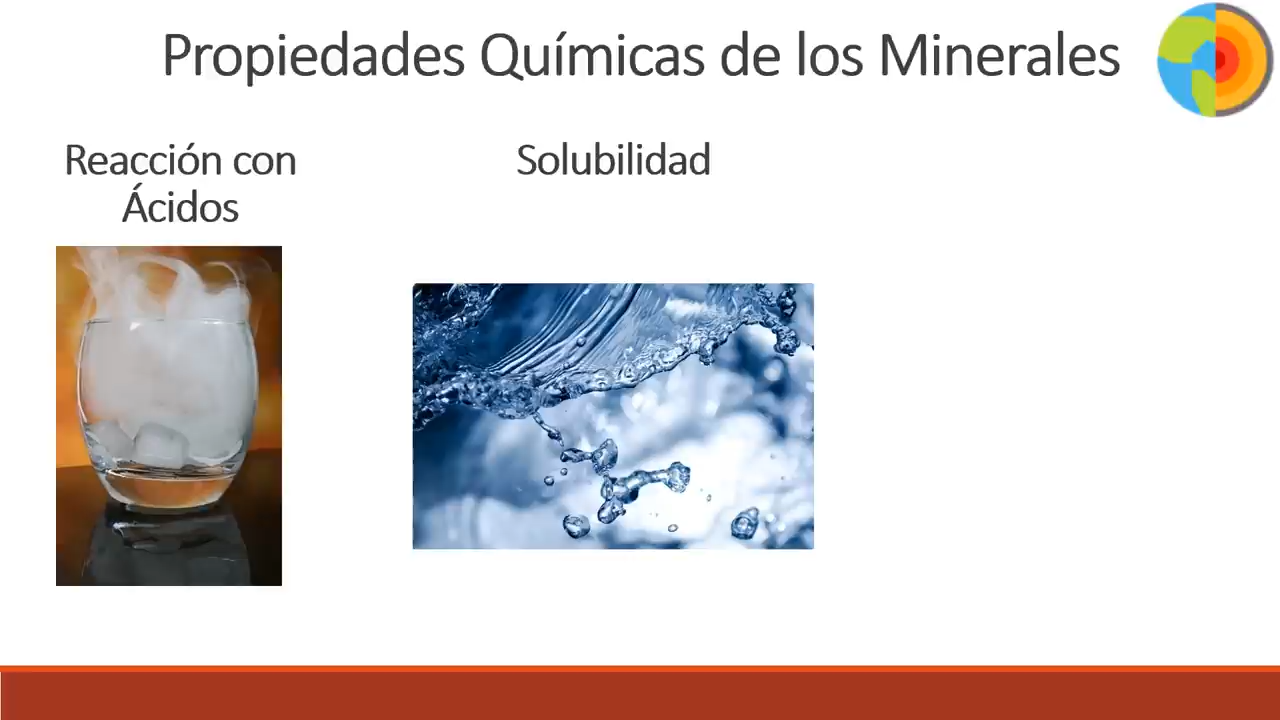 Propiedades Químicas de los Minerales
Reacción con
Ácidos
Solubilidad